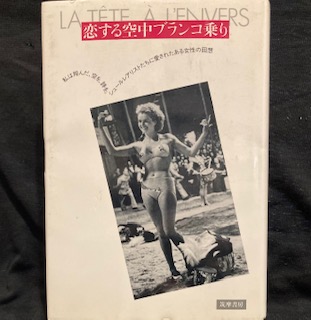 LA TÊTE À L'ENVERS
恋する空中ブランコ乗り
私は翔んだ、空を、詩を。
シュールレアリストたちに愛されたある女性の回想
筑摩書房